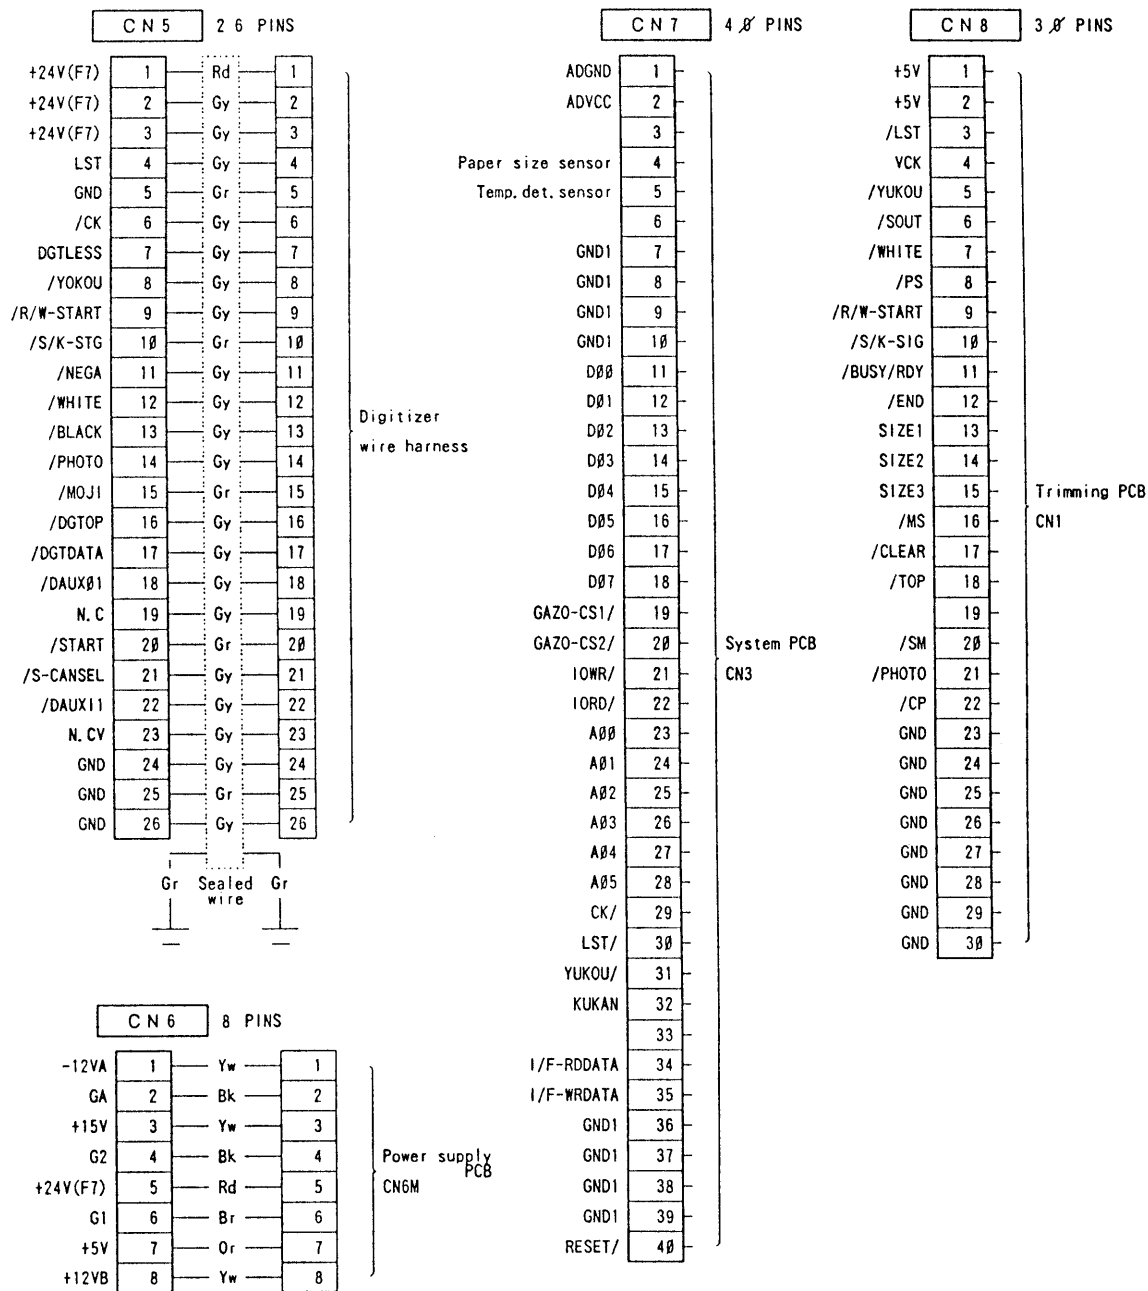 CN5 26 PINS
+24V(F7) 1 Rd 1
+24V(F7) 2 Gy 2
+24V(F7) 3 Gy 3
LST 4 Gy 4
GND 5 Gr 5
/CK 6 Gy 6
DGTLESS 7 Gy 7
/YOKOU 8 Gy 8
/R/W-START 9 Gy 9
/S/K-STG 10 Gr 10
/NEGA 11 Gy 11
/WHITE 12 Gy 12
/BLACK 13 Gy 13
/PHOTO 14 Gy 14
/MOJI 15 Gr 15
/DGTOP 16 Gy 16
/DGTDATA 17 Gy 17
/DAUX01 18 Gy 18
N.C 19 Gy 19
/START 20 Gr 20
/S-CANSEL 21 Gy 21
/DAUXI1 22 Gy 22
N.CV 23 Gy 23
GND 24 Gy 24
GND 25 Gr 25
GND 26 Gy 26
Digitizer
wire harness
Gr Sealed Gr
wire
CN6 8 PINS
-12VA 1 Yw 1
GA 2 Bk 2
+15V 3 Yw 3
G2 4 Bk 4
+24V(F7) 5 Rd 5
G1 6 Br 6
+5V 7 Or 7
+12VB 8 Yw 8
Power supply
PCB
CN6M
CN7 40 PINS
ADGND 1
ADVCC 2
3
Paper size sensor 4
Temp.det.sensor 5
6
GND1 7
GND1 8
GND1 9
GND1 10
D00 11
D01 12
D02 13
D03 14
D04 15
D05 16
D06 17
D07 18
GAZO-CS1/ 19
GAZO-CS2/ 20
IOWR/ 21
IORD/ 22
A00 23
A01 24
A02 25
A03 26
A04 27
A05 28
CK/ 29
LST/ 30
YUKOU/ 31
KUKAN 32
33
I/F-RDDATA 34
I/F-WRDATA 35
GND1 36
GND1 37
GND1 38
GND1 39
RESET/ 40
System PCB
CN3
CN8 30 PINS
+5V 1
+5V 2
/LST 3
VCK 4
/YUKOU 5
/SOUT 6
/WHITE 7
/PS 8
/R/W-START 9
/S/K-SIG 10
/BUSY/RDY 11
/END 12
SIZE1 13
SIZE2 14
SIZE3 15
/MS 16
/CLEAR 17
/TOP 18
19
/SM 20
/PHOTO 21
/CP 22
GND 23
GND 24
GND 25
GND 26
GND 27
GND 28
GND 29
GND 30
Trimming PCB
CN1